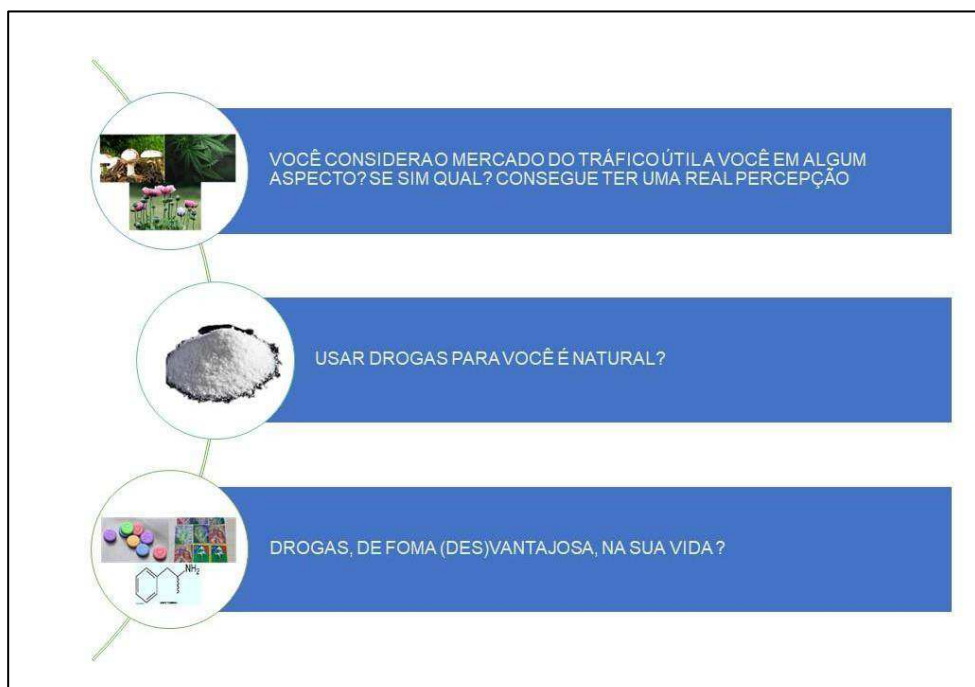 VOCÊ CONSIDERA O MERCADO DO TRÁFICO ÚTIL A VOCÊ EM ALGUM
ASPECTO? SE SIM QUAL? CONSEGUE TER UMA REAL PERCEPÇÃO
USAR DROGAS PARA VOCÊ É NATURAL?
DROGAS, DE FOMA (DES)VANTAJOSA, NA SUA VIDA ?
NH₂